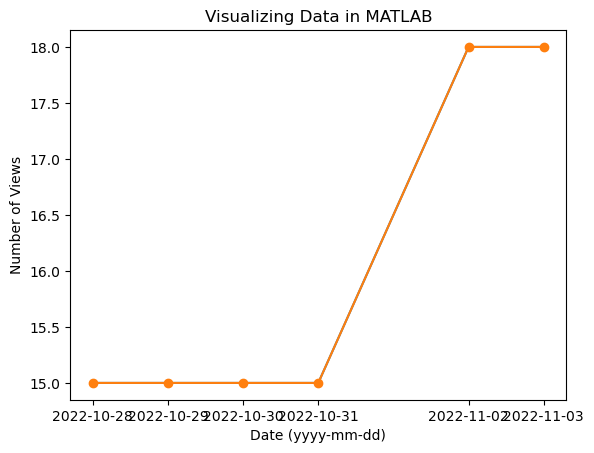 Visualizing Data in MATLAB
18.0
17.5
17.0
16.5
16.0
15.5
15.0
Number of Views
2022-10-28 2022-10-29 2022-10-30 2022-10-31 2022-11-02 2022-11-03
Date (yyyy-mm-dd)